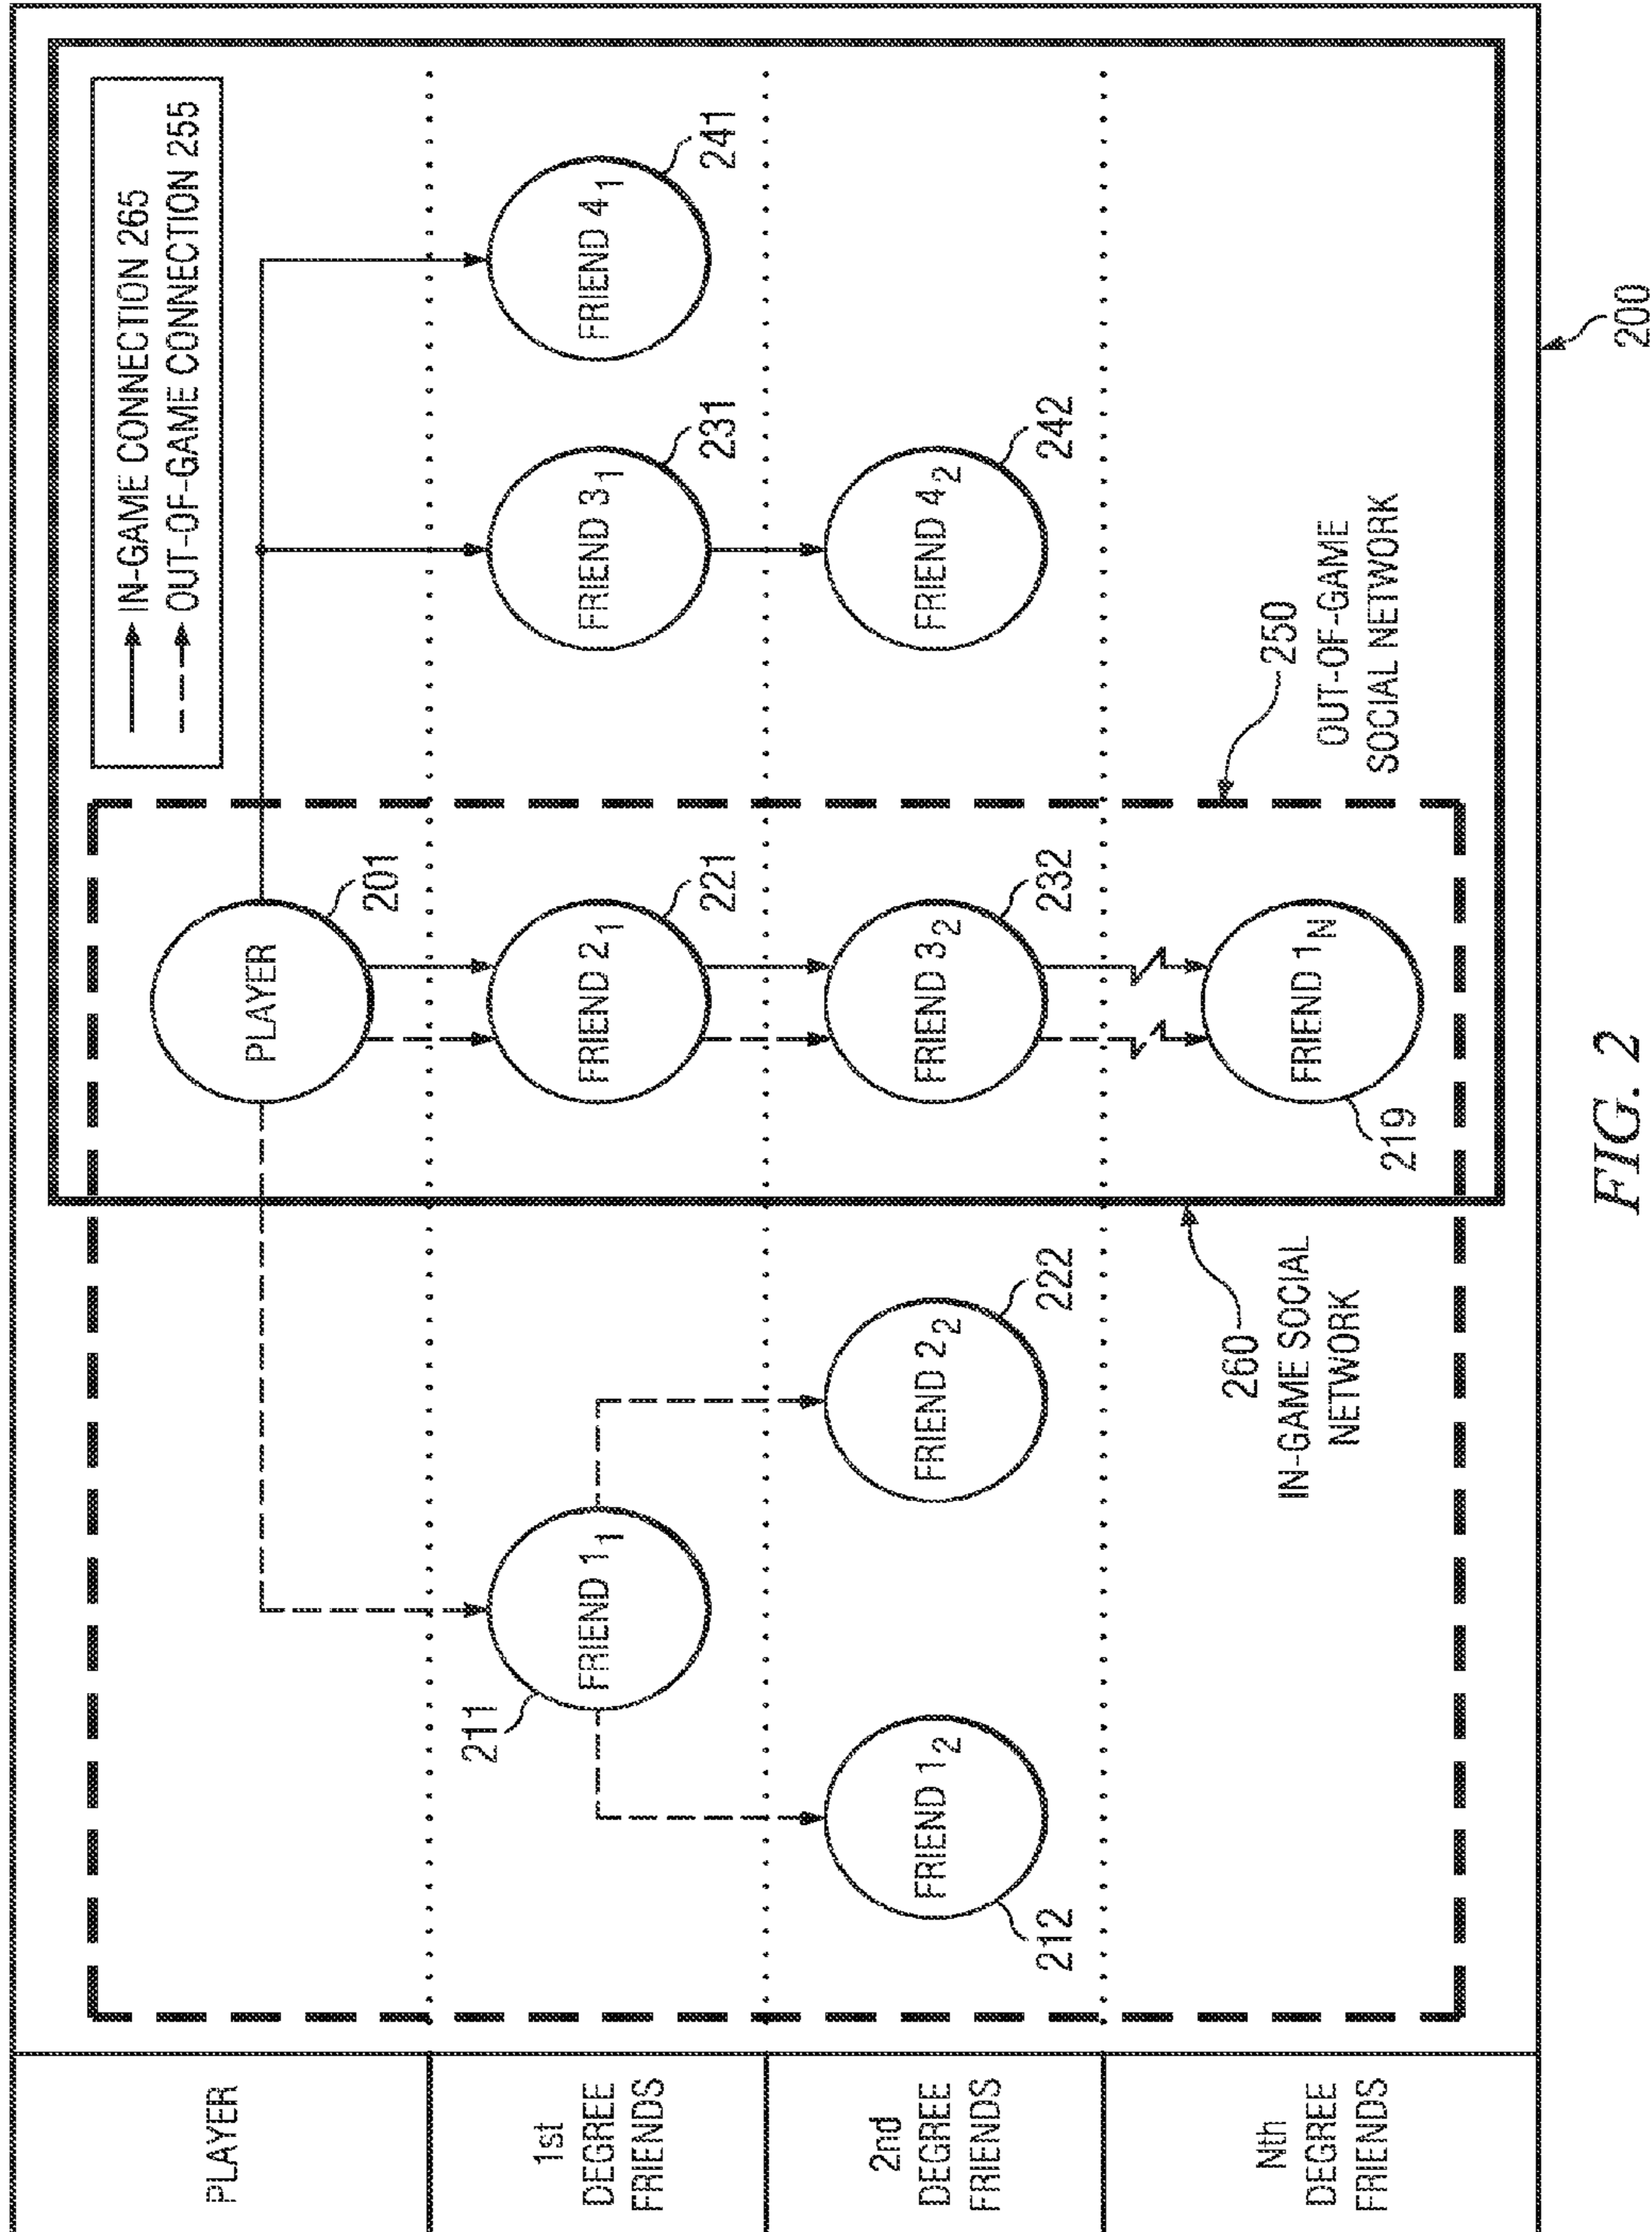 PLAYER
1st
DEGREE
FRIENDS
2nd
DEGREE
FRIENDS
Nth
DEGREE
FRIENDS
IN-GAME CONNECTION 265
OUT-OF-GAME CONNECTION 255
PLAYER
201
211
FRIEND 1₁
FRIEND 2₁
221
FRIEND 3₁
231
FRIEND 4₁
241
212
FRIEND 1₂
FRIEND 2₂
222
FRIEND 3₂
232
FRIEND 4₂
242
260
IN-GAME SOCIAL
NETWORK
219
FRIEND 1N
250
OUT-OF-GAME
SOCIAL NETWORK
200
FIG. 2